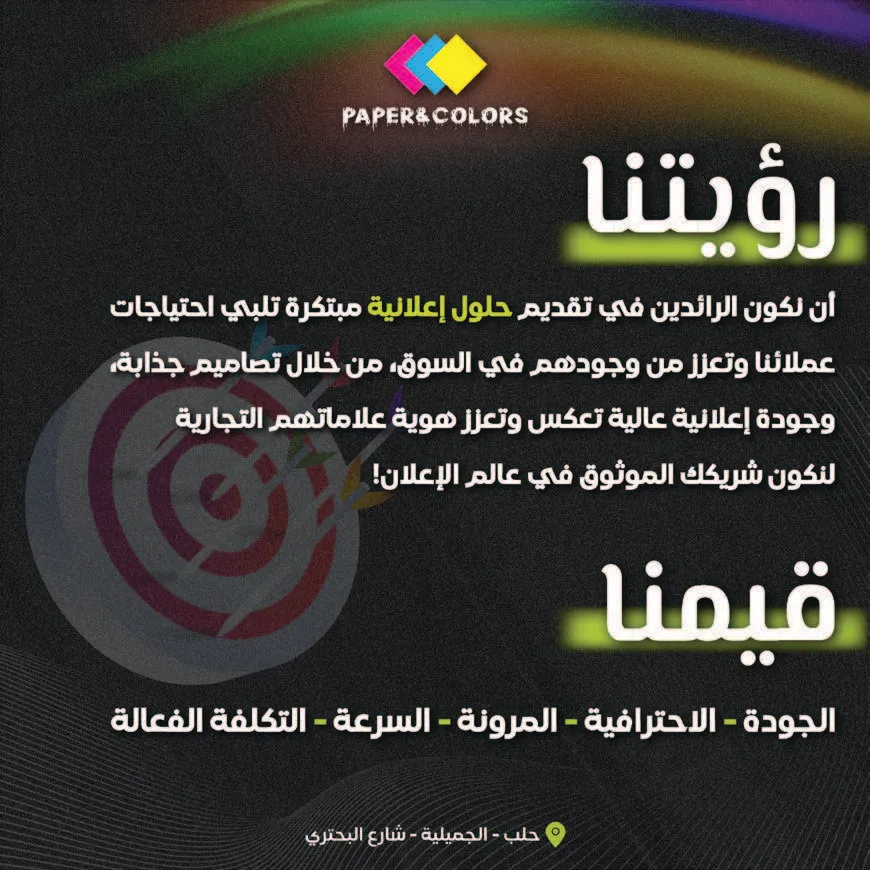 PAPER&COLORS
رؤيتنا
أن نكون الرائدين في تقديم حلول إعلانية مبتكرة تلبي احتياجات
عملائنا وتعزز من وجودهم في السوق، من خلال تصاميم جذابة،
وجودة إعلانية عالية تعكس وتعزز هوية علاماتهم التجارية
لنكون شريكك الموثوق في عالم الإعلان!
قيمنا
الجودة - الاحترافية - المرونة - السرعة - التكلفة الفعالة
حلب - الجميلية - شارع البحتري